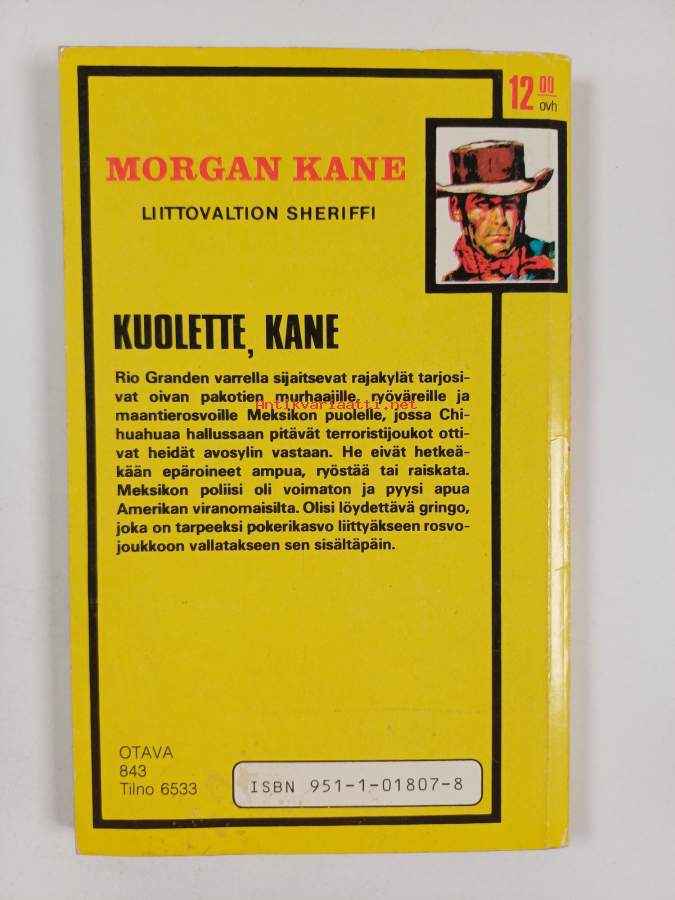 12 00
ovh
MORGAN KANE
LIITTOVALTION SHERIFFI
KUOLETTE, KANE
Rio Granden varrella sijaitsevat rajakylät tarjosi-
vat oivan pakotien murhaajille, ryöväreille ja
Antikvariaatti.net
maantierosvoille Meksikon puolelle, jossa Chi-
huahuaa hallussaan pitävät terroristijoukot otti-
vat heidät avosylin vastaan. He eivät hetkeä-
kään epäroineet ampua, ryöstää tai raiskata.
Meksikon poliisi oli voimaton ja pyysi apua
Amerikan viranomaisilta. Olisi löydettävä gringo,
joka on tarpeeksi pokerikasvo liittyäkseen rosvo-
joukkoon vallatakseen sen sisältäpäin.
OTAVA
843
Tilno 6533
ISBN 951-1-01807-8